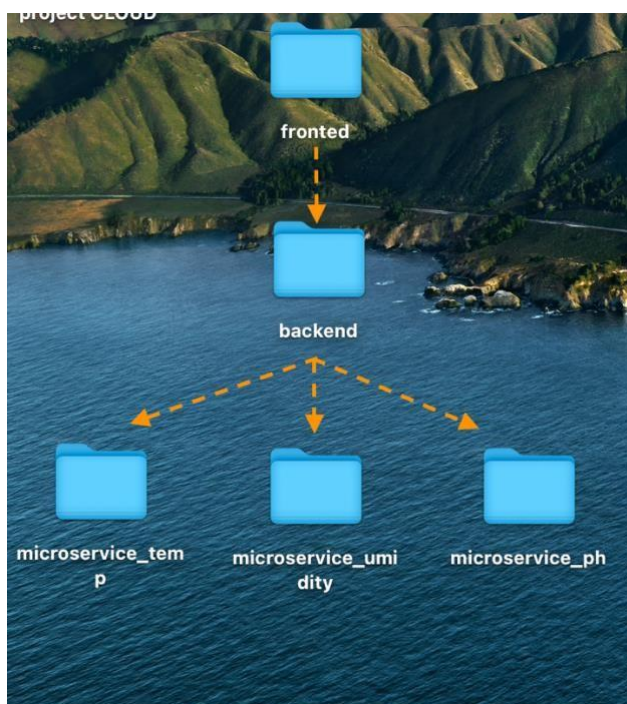 project CLOUD
fronted
backend
microservice_tem
p
microservice_umi
dity
microservice_ph